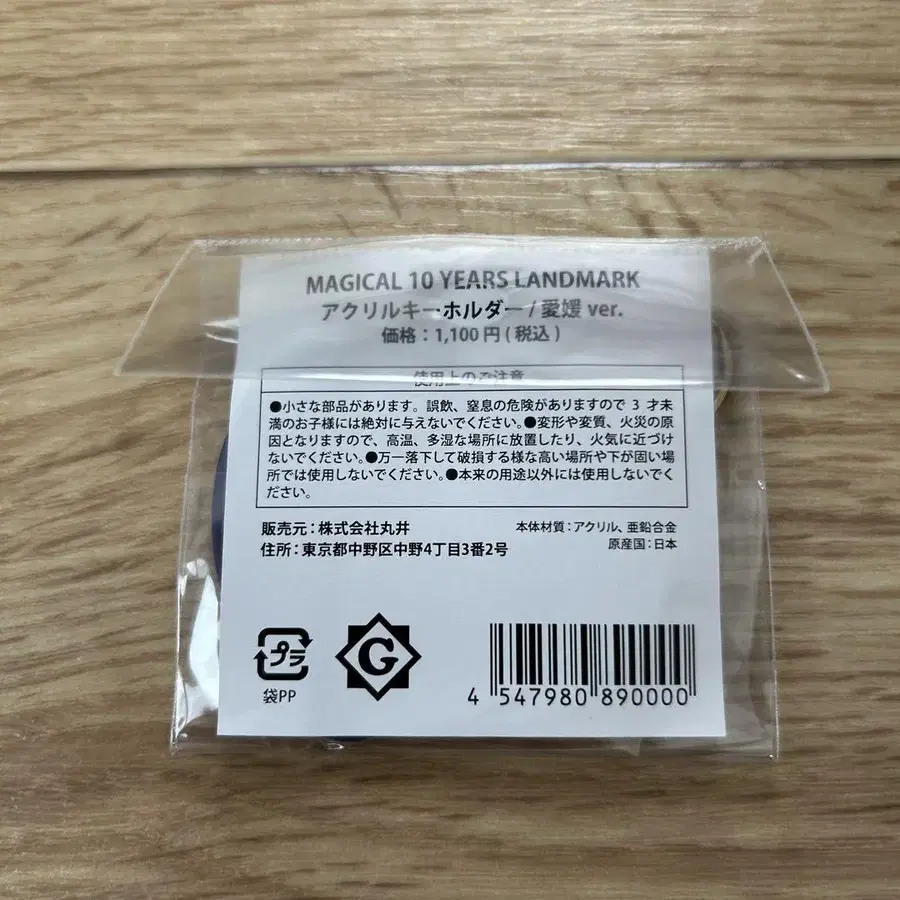 MAGICAL 10 YEARS LANDMARK
アクリルキーホルダー / 愛媛 ver.
価格：1,100円 ( 税込 )
使用上のご注意
●小さな部品があります。誤飲、窒息の危険がありますので 3 才未
満のお子様には絶対に与えないでください。●変形や変質、火災の原
因となりますので、高温、多湿な場所に放置したり、火気に近づけ
ないでください。●万一落下して破損する様な高い場所や下が固い場
所では使用しないでください。●本来の用途以外には使用しないでく
ださい。
販売元：株式会社丸井
住所：東京都中野区中野4丁目3番2号
本体材質：アクリル、亜鉛合金
原産国：日本
プラ
袋PP
G
4 547980 890000